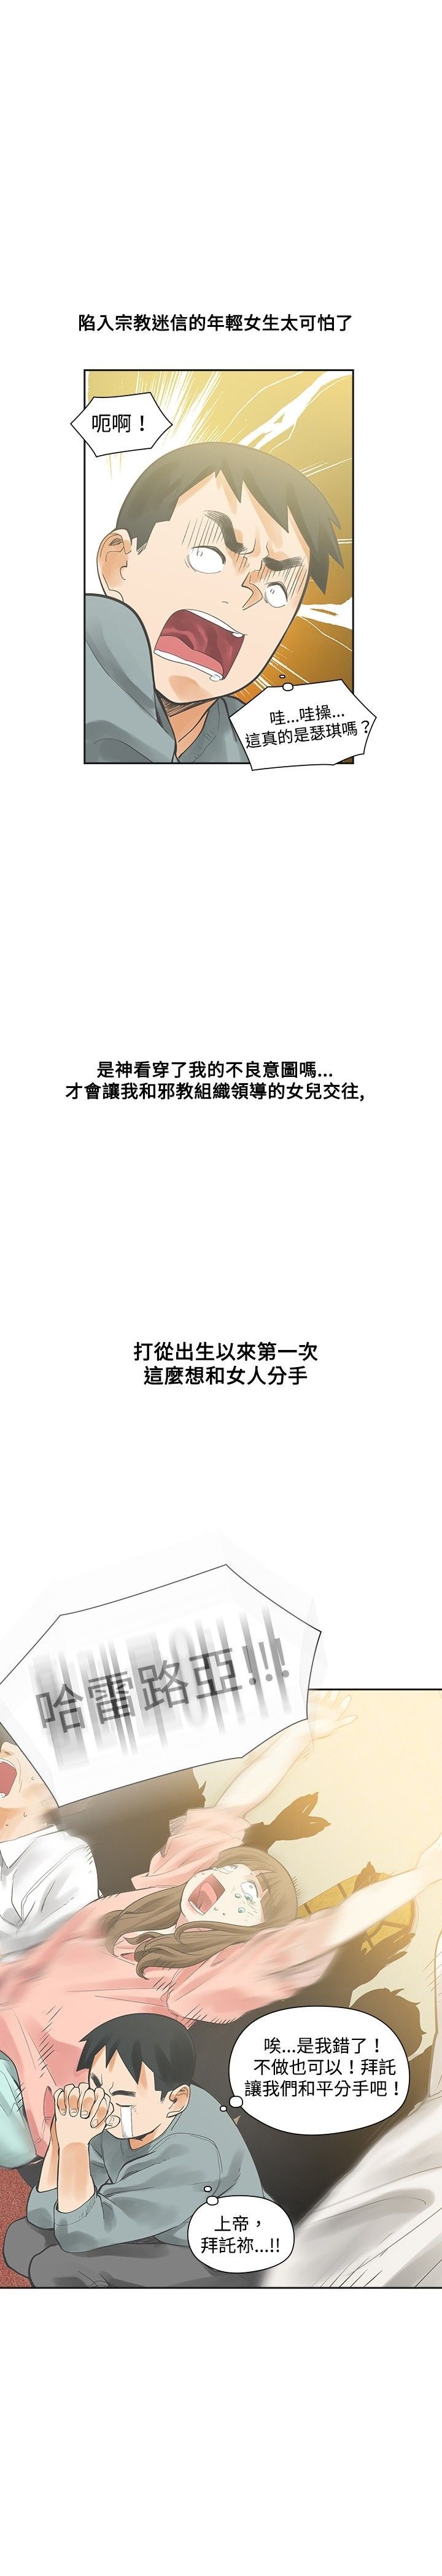 陷入宗教迷信的年輕女生太可怕了
呃啊！
哇...哇操...
這真的是瑟琪嗎？
是神看穿了我的不良意圖嗎...
才會讓我和邪教組織領導的女兒交往,
打從出生以來第一次
這麼想和女人分手
哈雷路亞!!!
唉...是我錯了！
不做也可以！拜託
讓我們和平分手吧！
上帝，
拜託祢...!!